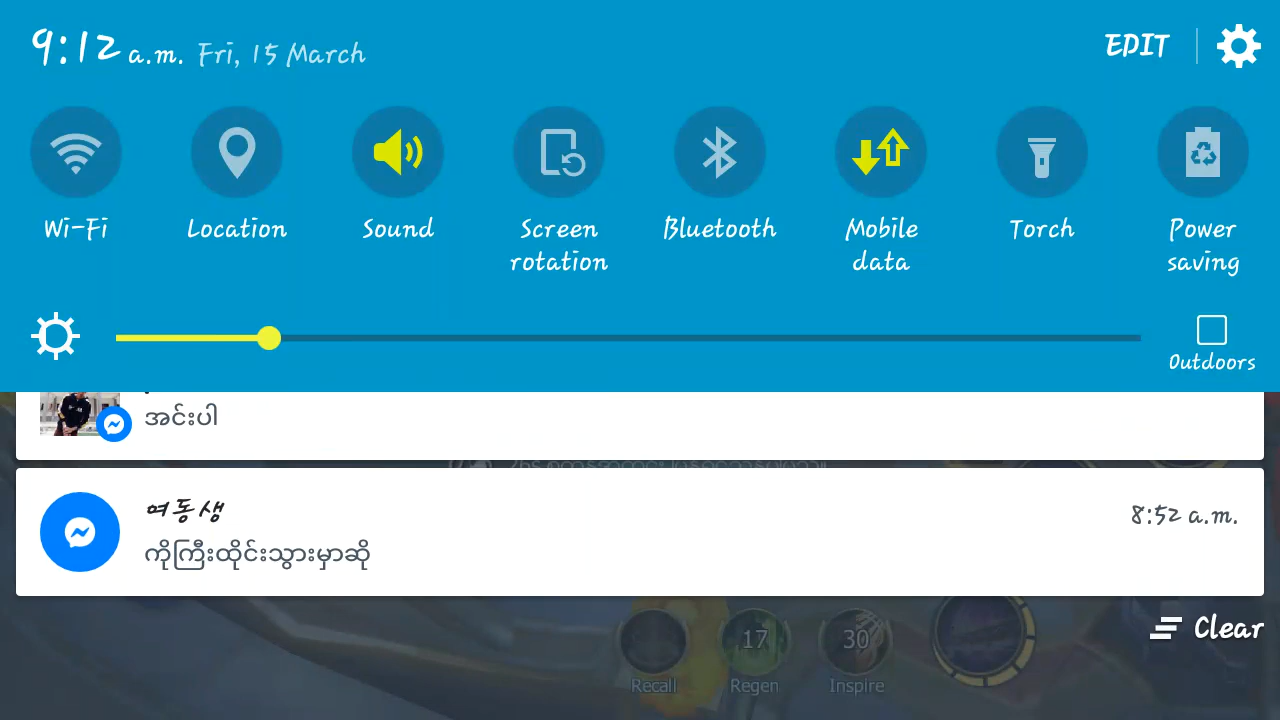 9:12 a.m. Fri, 15 March
EDIT
Wi-Fi
Location
Sound
Screen
rotation
Bluetooth
Mobile
data
Torch
Power
saving
Outdoors
အင်းပါ
여동생
8:52 a.m.
ကိုကြီးထိုင်းသွားမှာဆို
Clear
17
30
Recall
Regen
Inspire